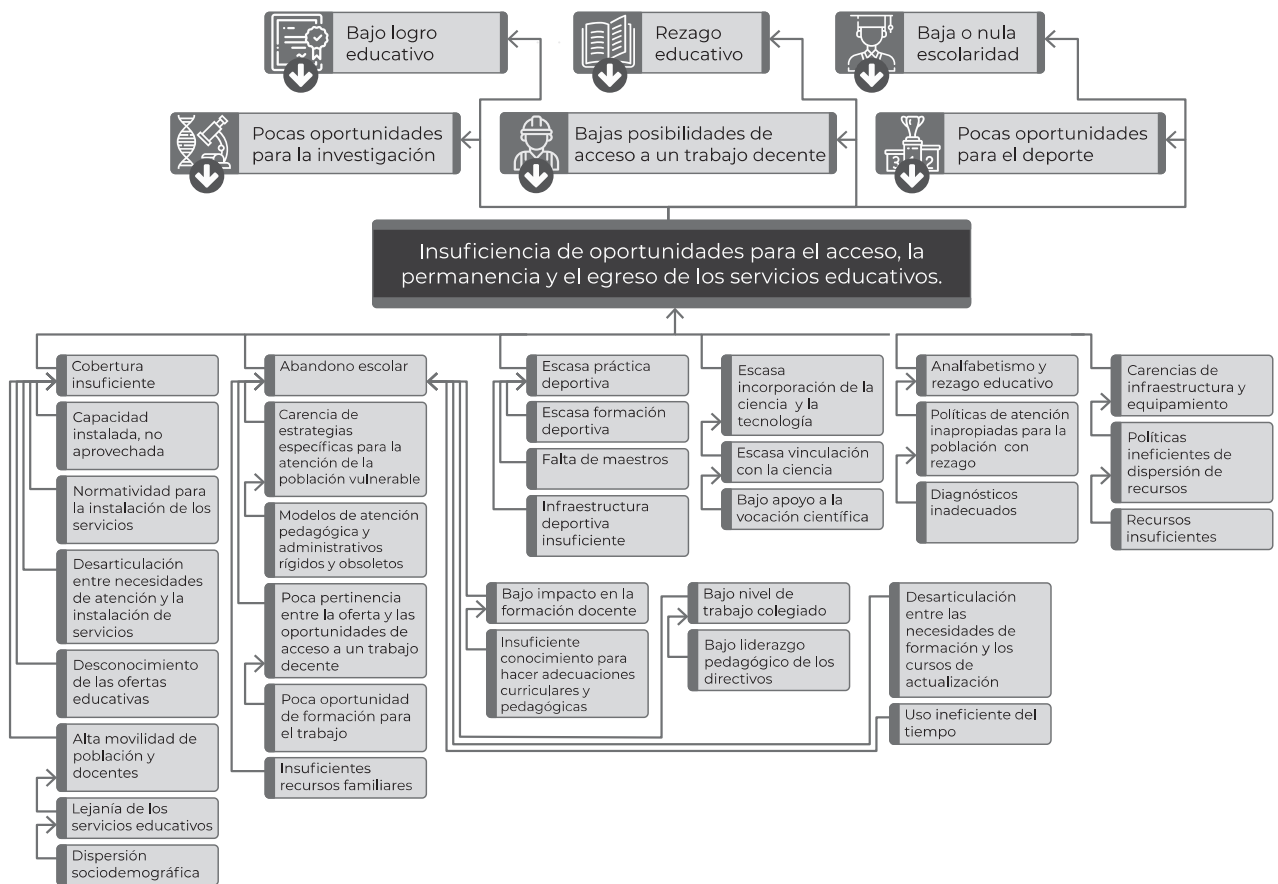 Bajo logro
educativo
Rezago
educativo
Baja o nula
escolaridad
Pocas oportunidades
para la investigación
Bajas posibilidades de
acceso a un trabajo decente
Pocas oportunidades
para el deporte
3 1 2
Insuficiencia de oportunidades para el acceso, la
permanencia y el egreso de los servicios educativos.
Cobertura
insuficiente
Capacidad
instalada, no
aprovechada
Normatividad para
la instalación de los
servicios
Desarticulación
entre necesidades
de atención y la
instalación de
servicios
Desconocimiento
de las ofertas
educativas
Alta movilidad de
población y
docentes
Lejanía de los
servicios educativos
Dispersión
sociodemográfica
Abandono escolar
Carencia de
estrategias
específicas para la
atención de la
población vulnerable
Modelos de atención
pedagógica y
administrativos
rígidos y obsoletos
Poca pertinencia
entre la oferta y las
oportunidades de
acceso a un trabajo
decente
Poca oportunidad
de formación para
el trabajo
Insuficientes
recursos familiares
Escasa práctica
deportiva
Escasa formación
deportiva
Falta de maestros
Infraestructura
deportiva
insuficiente
Escasa
incorporación de la
ciencia y la
tecnología
Escasa vinculación
con la ciencia
Bajo apoyo a la
vocación científica
Analfabetismo y
rezago educativo
Políticas de atención
inapropiadas para la
población con
rezago
Diagnósticos
inadecuados
Carencias de
infraestructura y
equipamiento
Políticas
ineficientes de
dispersión de
recursos
Recursos
insuficientes
Bajo impacto en la
formación docente
Insuficiente
conocimiento para
hacer adecuaciones
curriculares y
pedagógicas
Bajo nivel de
trabajo colegiado
Bajo liderazgo
pedagógico de los
directivos
Desarticulación
entre las
necesidades de
formación y los
cursos de
actualización
Uso ineficiente del
tiempo